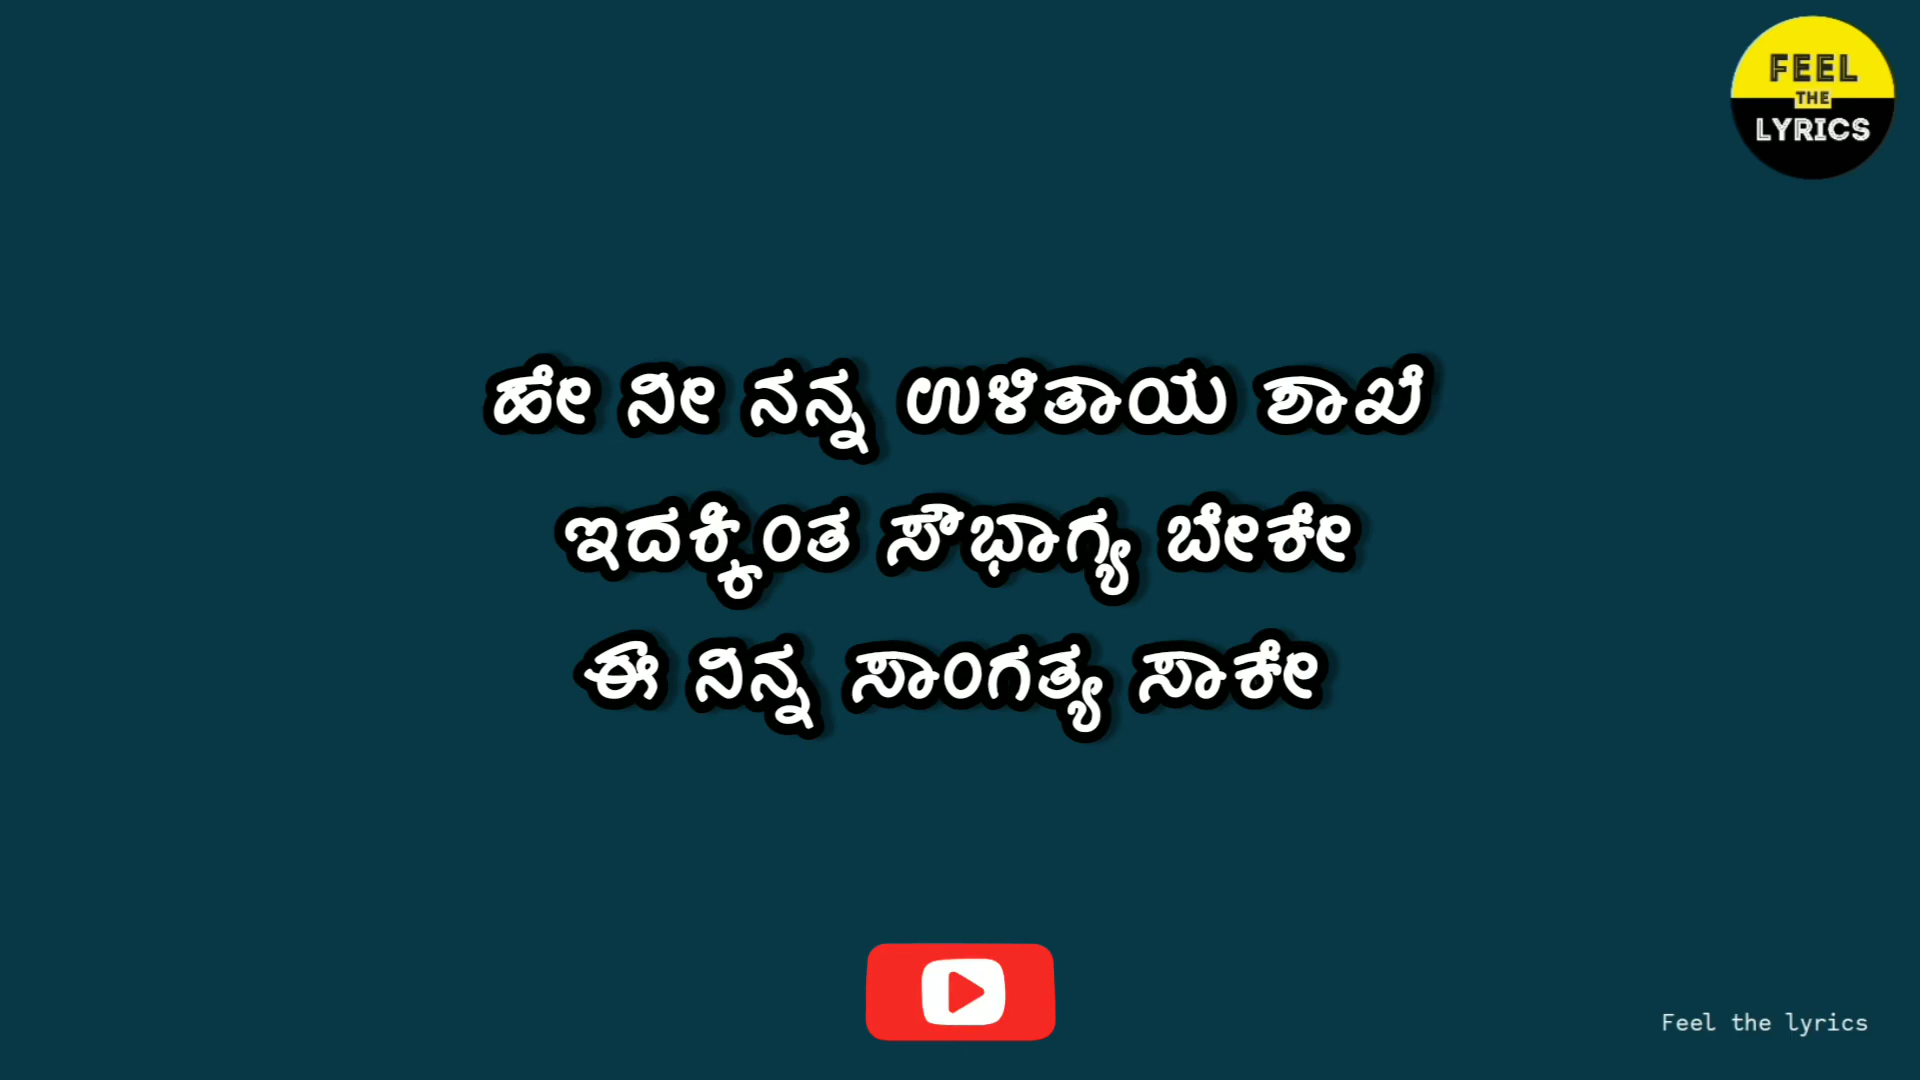 FEEL
THE
LYRICS
ಹೇ ನೀ ನನ್ನ ಉಳಿತಾಯ ಶಾಖೆ
ಇದಕ್ಕಿಂತ ಸೌಭಾಗ್ಯ ಬೇಕೇ
ಈ ನಿನ್ನ ಸಾಂಗತ್ಯ ಸಾಕೇ
Feel the lyrics